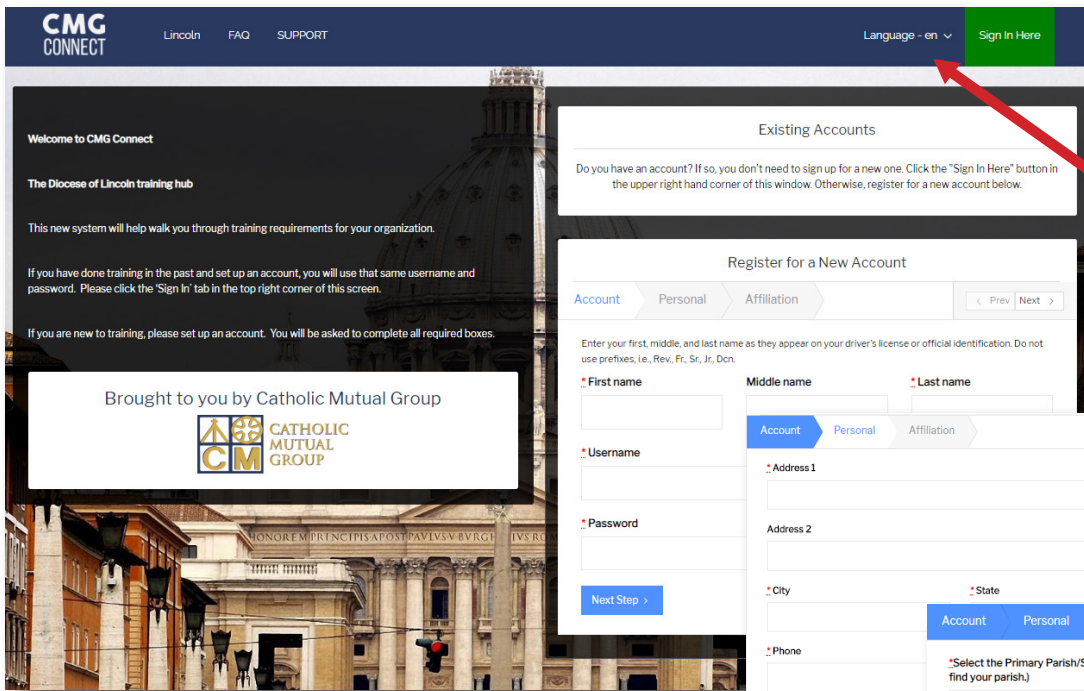 CMG
CONNECT
Lincoln
FAQ
SUPPORT
Language - en
Sign In Here
Welcome to CMG Connect
The Diocese of Lincoln training hub
This new system will help walk you through training requirements for your organization.
If you have done training in the past and set up an account, you will use that same username and
password. Please click the 'Sign In' tab in the top right corner of this screen.
If you are new to training, please set up an account. You will be asked to complete all required boxes.
Brought to you by Catholic Mutual Group
CM
CATHOLIC
MUTUAL
GROUP
Existing Accounts
Do you have an account? If so, you don't need to sign up for a new one. Click the "Sign In Here" button in
the upper right hand corner of this window. Otherwise, register for a new account below.
Register for a New Account
Account
Personal
Affiliation
< Prev
Next >
Enter your first, middle, and last name as they appear on your driver's license or official identification. Do not
use prefixes, i.e., Rev., Fr., Sr., Jr., Dcn.
* First name
Middle name
* Last name
* Username
* Password
Next Step >
Account
Personal
Affiliation
* Address 1
Address 2
* City
* State
* Phone
Account
Personal
*Select the Primary Parish/S
find your parish.)
HONOREM PRINCIPIS APOST PAVLVS V BVRGH